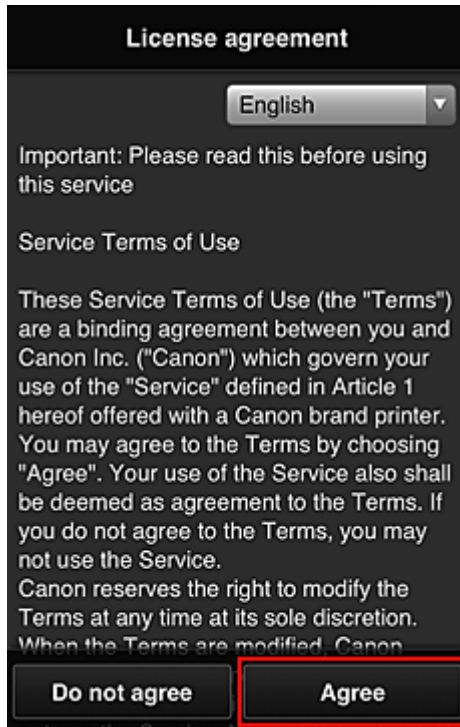 License agreement
English
Important: Please read this before using
this service
Service Terms of Use
These Service Terms of Use (the "Terms")
are a binding agreement between you and
Canon Inc. ("Canon") which govern your
use of the "Service" defined in Article 1
hereof offered with a Canon brand printer.
You may agree to the Terms by choosing
"Agree". Your use of the Service also shall
be deemed as agreement to the Terms. If
you do not agree to the Terms, you may
not use the Service.
Canon reserves the right to modify the
Terms at any time at its sole discretion.
When the Terms are modified, Canon
Do not agree
Agree